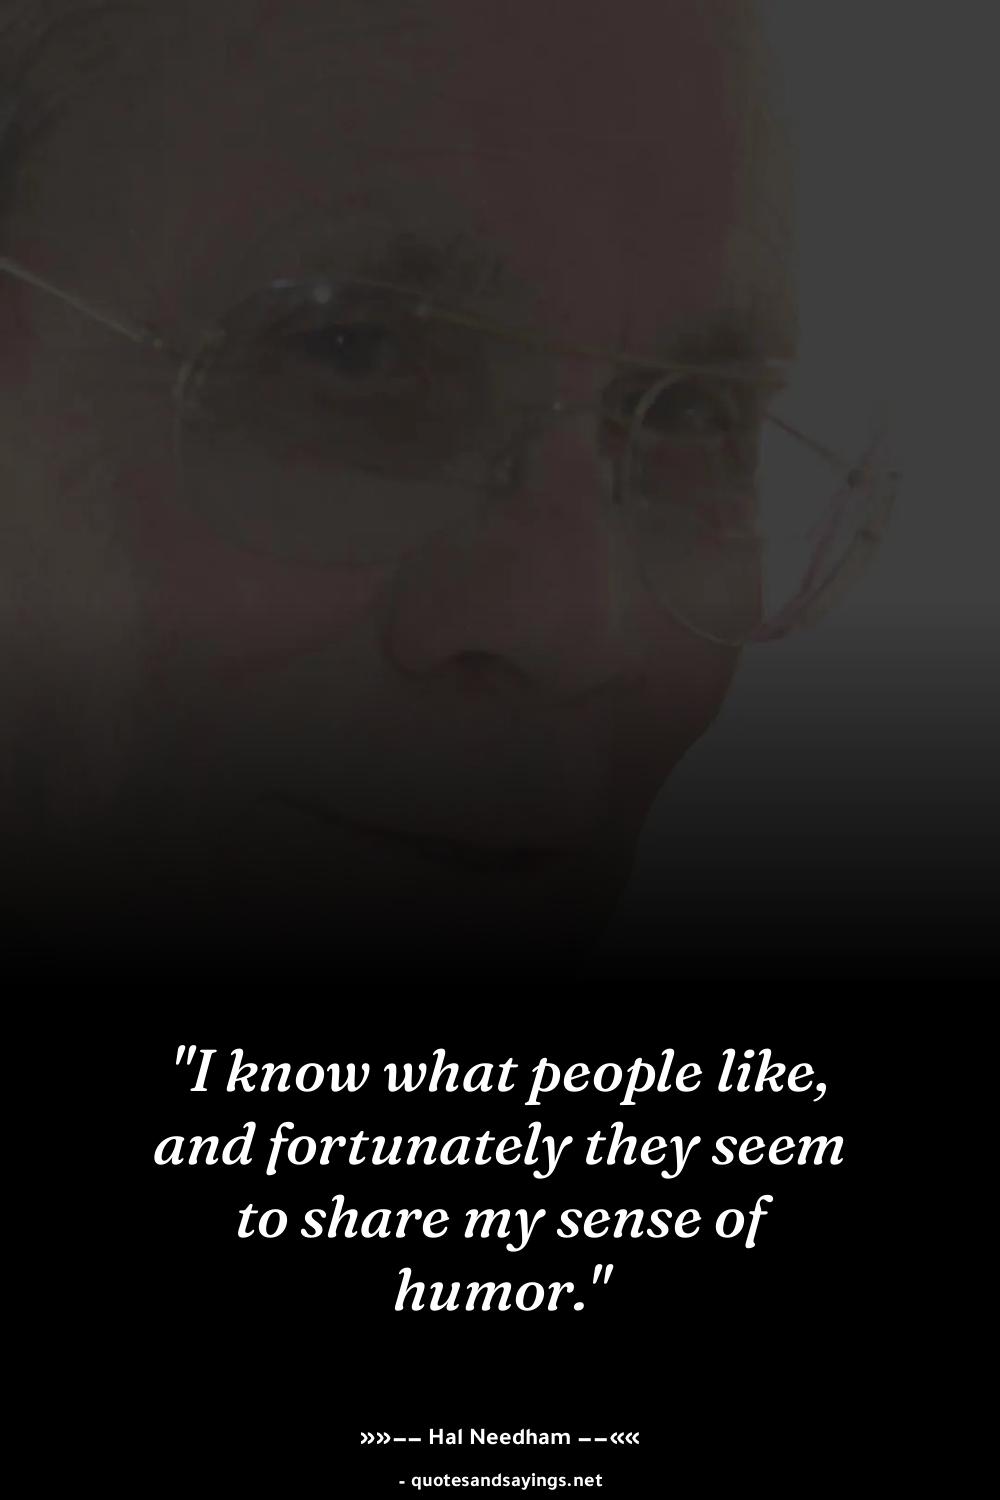 "I know what people like,
and fortunately they seem
to share my sense of
humor."
»»−− Hal Needham −−««
- quotesandsayings.net